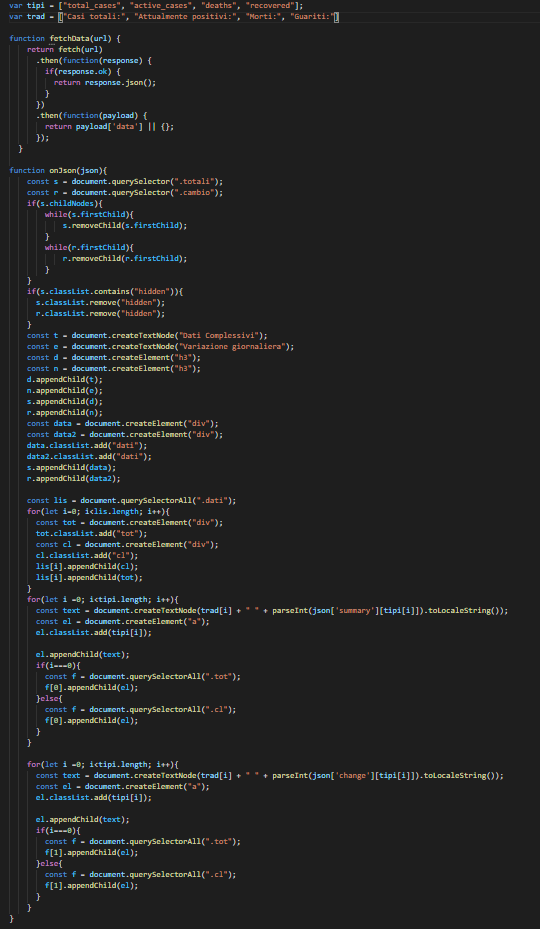 var tipi = ["total_cases", "active_cases", "deaths", "recovered"];
var trad = ["Casi totali:", "Attualmente positivi:", "Morti:", "Guariti:"]
function fetchData(url) {
return fetch(url)
.then(function(response) {
if(response.ok) {
return response.json();
}
})
.then(function(payload) {
return payload['data'] || {};
});
}
function onJson(json){
const s = document.querySelector(".totali");
const r = document.querySelector(".cambio");
if(s.childNodes){
while(s.firstChild){
s.removeChild(s.firstChild);
}
while(r.firstChild){
r.removeChild(r.firstChild);
}
}
if(s.classList.contains("hidden")){
s.classList.remove("hidden");
r.classList.remove("hidden");
}
const t = document.createTextNode("Dati Complessivi");
const e = document.createTextNode("Variazione giornaliera");
const d = document.createElement("h3");
const n = document.createElement("h3");
d.appendChild(t);
n.appendChild(e);
s.appendChild(d);
r.appendChild(n);
const data = document.createElement("div");
const data2 = document.createElement("div");
data.classList.add("dati");
data2.classList.add("dati");
s.appendChild(data);
r.appendChild(data2);
const lis = document.querySelectorAll(".dati");
for(let i=0; i<lis.length; i++){
const tot = document.createElement("div");
tot.classList.add("tot");
const cl = document.createElement("div");
cl.classList.add("cl");
lis[i].appendChild(cl);
lis[i].appendChild(tot);
}
for(let i =0; i<tipi.length; i++){
const text = document.createTextNode(trad[i] + " " + parseInt(json['summary'][tipi[i]]).toLocaleString());
const el = document.createElement("a");
el.classList.add(tipi[i]);
el.appendChild(text);
if(i===0){
const f = document.querySelectorAll(".tot");
f[0].appendChild(el);
}else{
const f = document.querySelectorAll(".cl");
f[0].appendChild(el);
}
}
for(let i =0; i<tipi.length; i++){
const text = document.createTextNode(trad[i] + " " + parseInt(json['change'][tipi[i]]).toLocaleString());
const el = document.createElement("a");
el.classList.add(tipi[i]);
el.appendChild(text);
if(i===0){
const f = document.querySelectorAll(".tot");
f[1].appendChild(el);
}else{
const f = document.querySelectorAll(".cl");
f[1].appendChild(el);
}
}
}